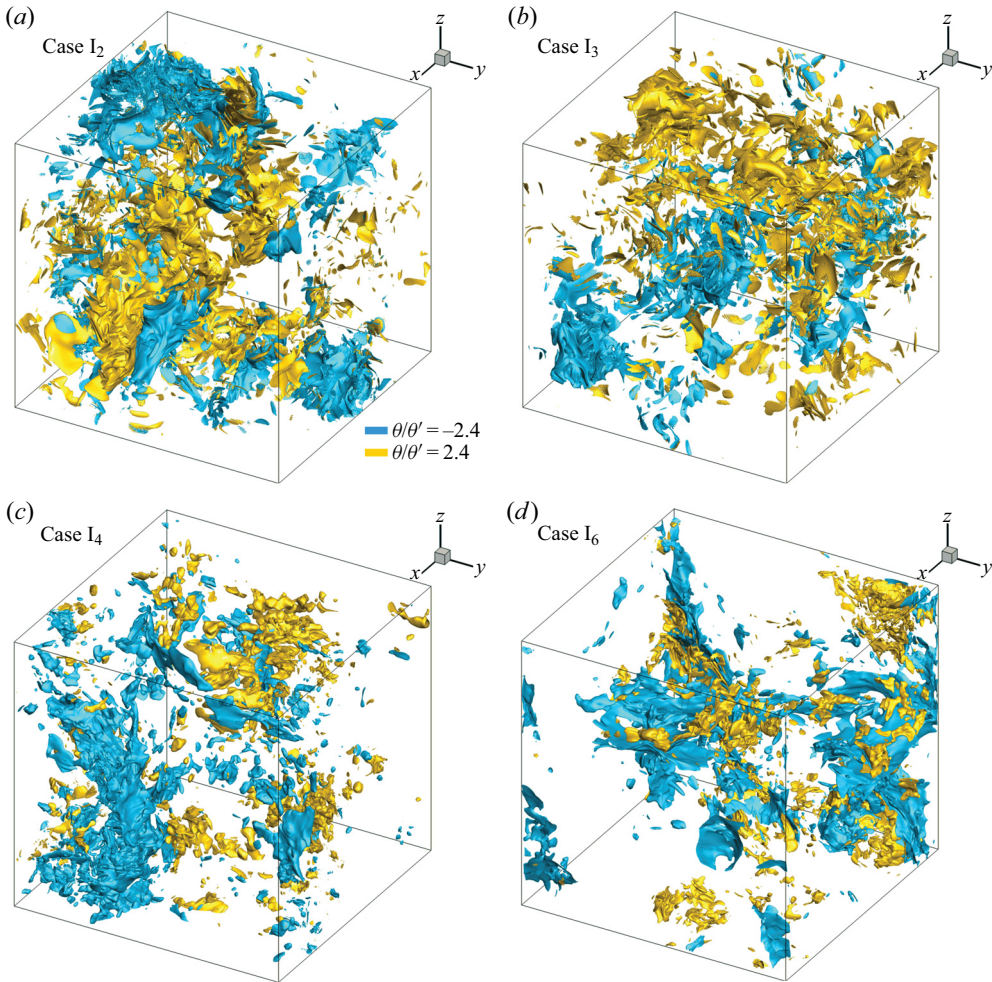 (a)
Case I₂
z
x
y
(b)
Case I₃
z
x
y
θ/θ′ = –2.4
θ/θ′ = 2.4
(c)
Case I₄
z
x
y
(d)
Case I₆
z
x
y